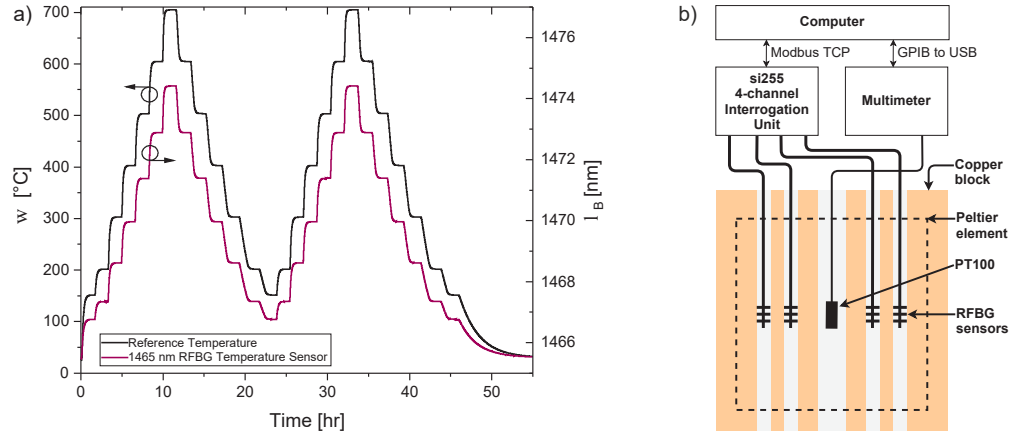 a)
700
600
500
400
300
200
100
0
w [°C]
0
10
20
30
40
50
Time [hr]
1476
1474
1472
1470
1468
1466
l B [nm]
Reference Temperature
1465 nm RFBG Temperature Sensor
b)
Computer
Modbus TCP
GPIB to USB
si255
4-channel
Interrogation
Unit
Multimeter
Copper
block
Peltier
element
PT100
RFBG
sensors